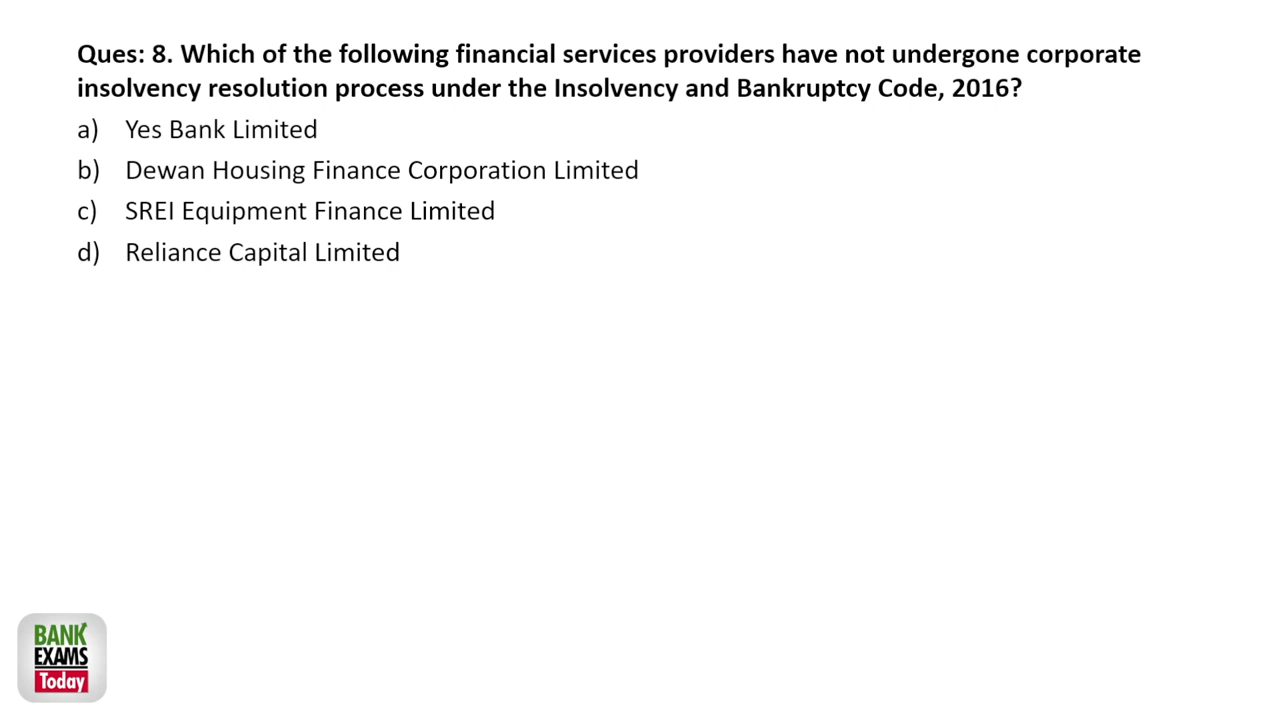 Ques: 8. Which of the following financial services providers have not undergone corporate
insolvency resolution process under the Insolvency and Bankruptcy Code, 2016?
a) Yes Bank Limited
b) Dewan Housing Finance Corporation Limited
c) SREI Equipment Finance Limited
d) Reliance Capital Limited
BANK
EXAMS
Today